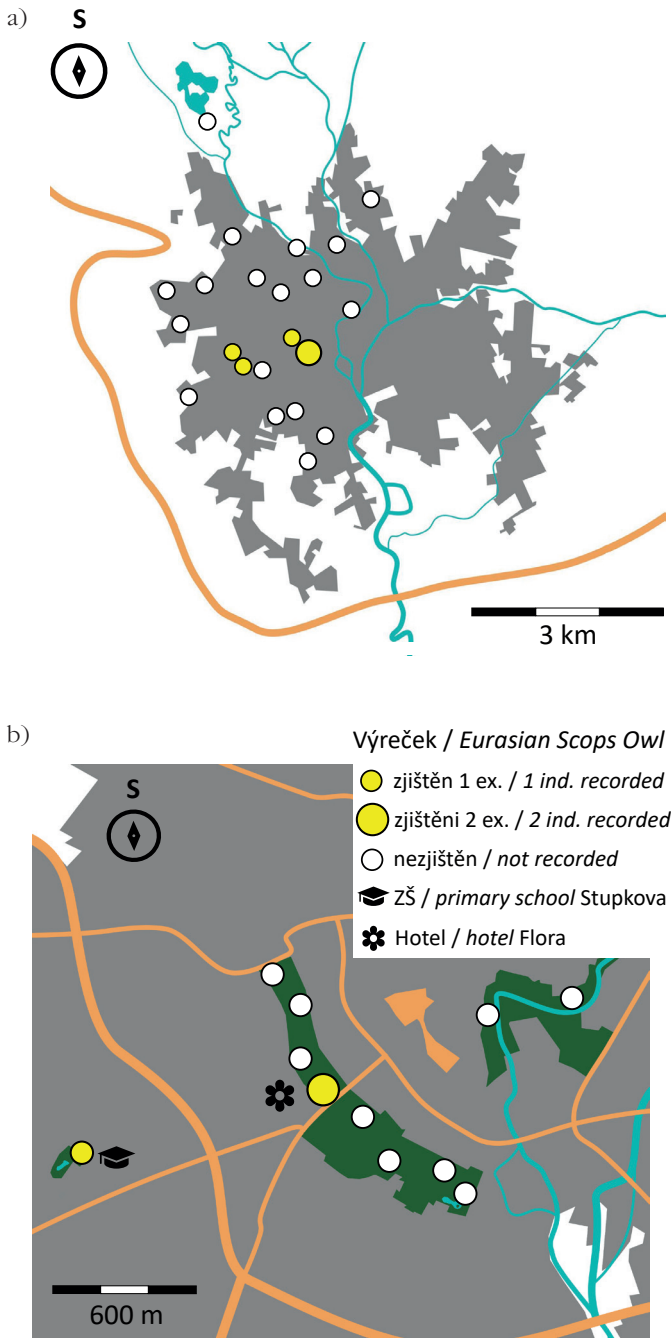 a)
S
3 km
b)
Výreček / Eurasian Scops Owl
S
zjištěn 1 ex. / 1 ind. recorded
zjištěni 2 ex. / 2 ind. recorded
nezjištěn / not recorded
ZŠ / primary school Stupkova
Hotel / hotel Flora
600 m